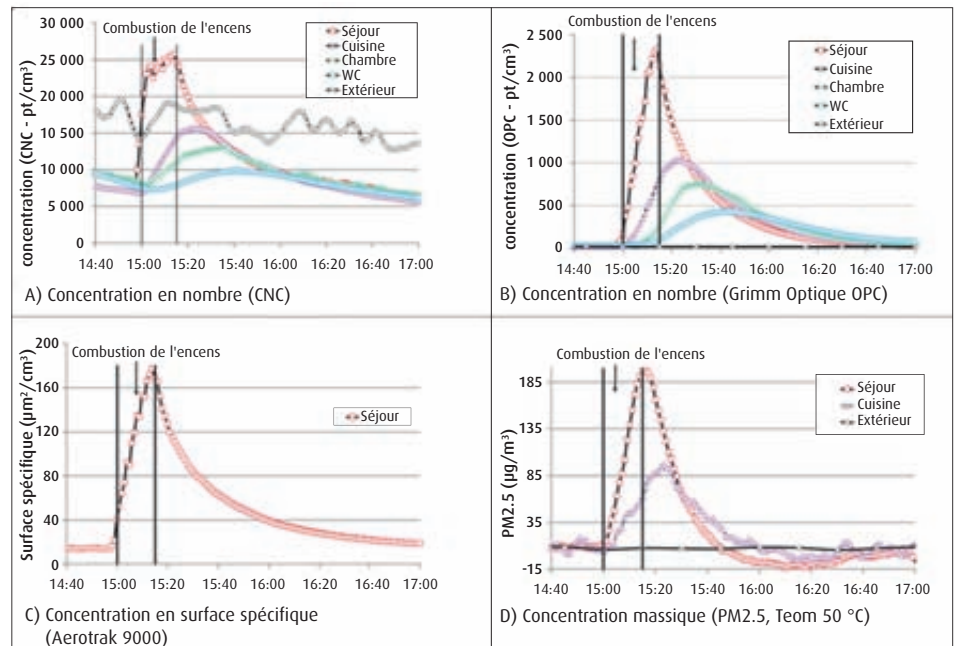 30 000
25 000
20 000
10 500
10 000
5 000
0
concentration (CNC - pt/cm³)
Combustion de l'encens
Séjour
Cuisine
Chambre
WC
Extérieur
14:40 15:00 15:20 15:40 16:00 16:20 16:40 17:00
A) Concentration en nombre (CNC)
Combustion de l'encens
2 500
2 000
1 500
1 000
500
0
concentration (OPC - pt/cm³)
Séjour
Cuisine
Chambre
WC
Extérieur
14:40 15:00 15:20 15:40 16:00 16:20 16:40 17:00
B) Concentration en nombre (Grimm Optique OPC)
200
160
120
80
40
0
Surface spécifique (µm²/cm³)
Combustion de l'encens
Séjour
14:40 15:00 15:20 15:40 16:00 16:20 16:40 17:00
C) Concentration en surface spécifique
(Aerotrak 9000)
Combustion de l'encens
185
135
85
35
-15
PM2.5 (µg/m³)
Séjour
Cuisine
Extérieur
14:40 15:00 15:20 15:40 16:00 16:20 16:40 17:00
D) Concentration massique (PM2.5, Teom 50 °C)